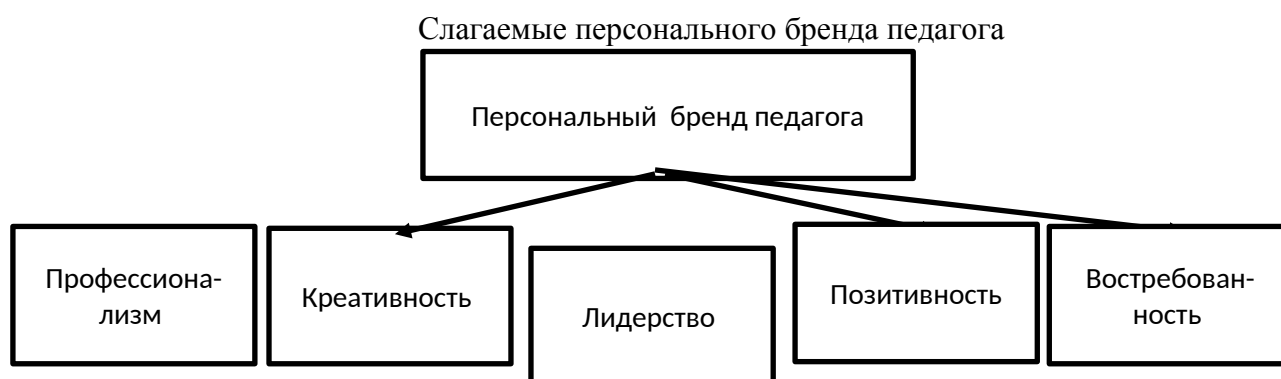 Слагаемые персонального бренда педагога
Персональный бренд педагога
Профессиона-
лизм
Креативность
Лидерство
Позитивность
Востребован-
ность